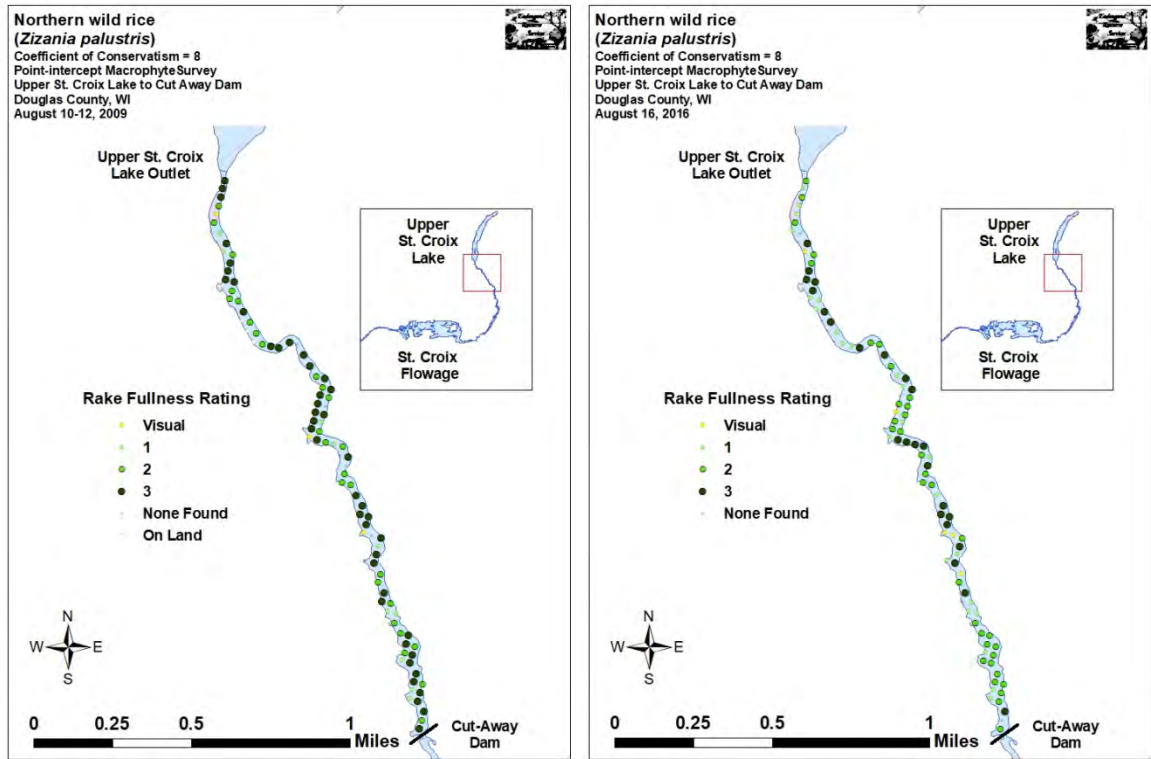 Northern wild rice
(Zizania palustris)
Coefficient of Conservatism = 8
Point-intercept MacrophyteSurvey
Upper St. Croix Lake to Cut Away Dam
Douglas County, WI
August 10-12, 2009
Upper St. Croix
Lake Outlet
Upper
St. Croix
Lake
St. Croix
Flowage
Rake Fullness Rating
Visual
1
2
3
None Found
On Land
N
W E
S
0 0.25 0.5 1
Miles
Cut-Away
Dam
Northern wild rice
(Zizania palustris)
Coefficient of Conservatism = 8
Point-intercept MacrophyteSurvey
Upper St. Croix Lake to Cut Away Dam
Douglas County, WI
August 16, 2016
Upper St. Croix
Lake Outlet
Upper
St. Croix
Lake
St. Croix
Flowage
Rake Fullness Rating
Visual
1
2
3
None Found
N
W E
S
0 0.25 0.5 1
Miles
Cut-Away
Dam